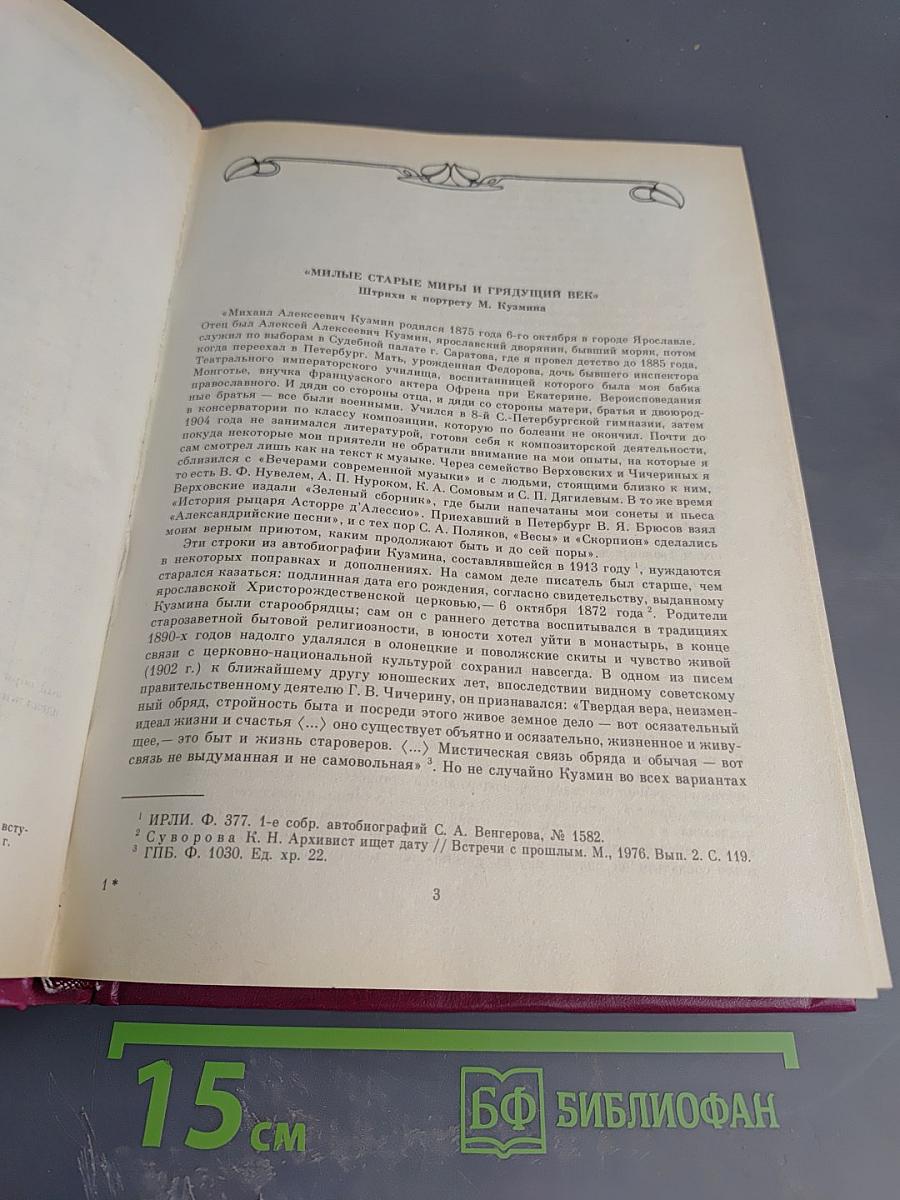 «МИЛЫЕ СТАРЫЕ МИРЫ И ГРЯДУЩИЙ ВЕК»
Штрихи к портрету М. Кузмина
«Михаил Алексеевич Кузмин родился 1875 года 6-го октября в городе Ярославле.
Отец был Алексей Алексеевич Кузмин, ярославский дворянин, бывший моряк, потом
служил по выборам в Судебной палате г. Саратова, где я провел детство до 1885 года,
когда переехал в Петербург. Мать, урожденная Федорова, дочь бывшего инспектора
Театрального императорского училища, воспитанницей которого была моя бабка
Монготье, внучка французского актера Офрена при Екатерине. Вероисповедания
православного. И дяди со стороны отца, и дяди со стороны матери, братья и двоюрод-
ные братья — все были военными. Учился в 8-й С.-Петербургской гимназии, затем
в консерватории по классу композиции, которую по болезни не окончил. Почти до
1904 года не занимался литературой, готовя себя к композиторской деятельности,
покуда некоторые мои приятели не обратили внимание на мои опыты, на которые я
сам смотрел лишь как на текст к музыке. Через семейство Верховских и Чичериных я
сблизился с «Вечерами современной музыки» и с людьми, стоящими близко к ним,
то есть В. Ф. Нувелем, А. П. Нуроком, К. А. Сомовым и С. П. Дягилевым. В то же время
Верховские издали «Зеленый сборник», где были напечатаны мои сонеты и пьеса
«История рыцаря Асторре д'Алессио». Приехавший в Петербург В. Я. Брюсов взял
«Александрийские песни», и с тех пор С. А. Поляков, «Весы» и «Скорпион» сделались
моим верным приютом, каким продолжают быть и до сей поры».
Эти строки из автобиографии Кузмина, составлявшейся в 1913 году 1, нуждаются
в некоторых поправках и дополнениях. На самом деле писатель был старше, чем
старался казаться: подлинная дата его рождения, согласно свидетельству, выданному
ярославской Христорождественской церковью,— 6 октября 1872 года 2. Родители
Кузмина были старообрядцы; сам он с раннего детства воспитывался в традициях
старозаветной бытовой религиозности, в юности хотел уйти в монастырь, в конце
1890-х годов надолго удалялся в олонецкие и поволжские скиты и чувство живой
связи с церковно-национальной культурой сохранил навсегда. В одном из писем
(1902 г.) к ближайшему другу юношеских лет, впоследствии видному советскому
правительственному деятелю Г. В. Чичерину, он признавался: «Твердая вера, неизмен-
ный обряд, стройность быта и посреди этого живое земное дело — вот осязательный
идеал жизни и счастья ⟨...⟩ оно существует объятно и осязательно, жизненное и живу-
щее,— это быт и жизнь староверов. ⟨...⟩ Мистическая связь обряда и обычая — вот
связь не выдуманная и не самовольная» 3. Но не случайно Кузмин во всех вариантах
1 ИРЛИ. Ф. 377. 1-е собр. автобиографий С. А. Венгерова, № 1582.
2 Суворова К. Н. Архивист ищет дату // Встречи с прошлым. М., 1976. Вып. 2. С. 119.
3 ГПБ. Ф. 1030. Ед. хр. 22.
1*
3
всту-
г.
15 см
БФ БИБЛИОФАН